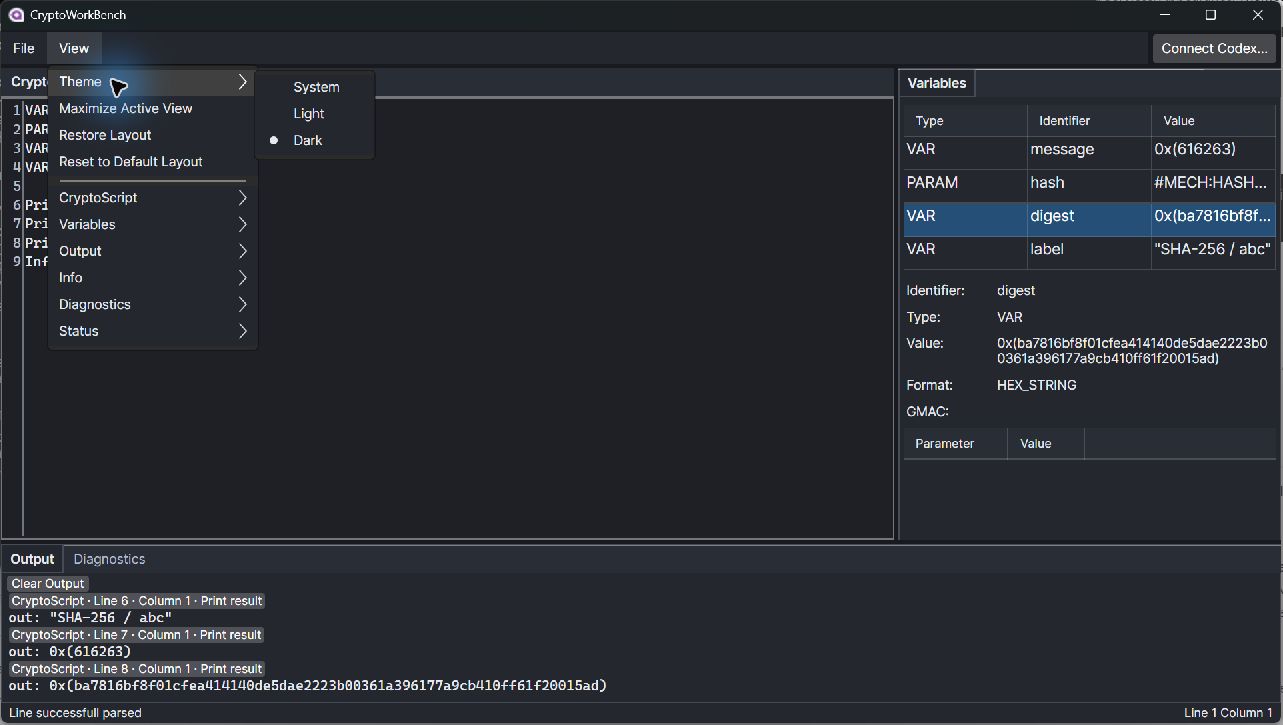 CryptoWorkBench
File View Connect Codex...
Theme
Maximize Active View
Restore Layout
Reset to Default Layout
CryptoScript
Variables
Output
Info
Diagnostics
Status
System
Light
Dark
Crypt
1 VAR
2 PAR
3 VAR
4 VAR
5
6 Pri
7 Pri
8 Pri
9 Inf
Variables
Type Identifier Value
VAR message 0x(616263)
PARAM hash #MECH:HASH...
VAR digest 0x(ba7816bf8f...
VAR label "SHA-256 / abc"
Identifier: digest
Type: VAR
Value: 0x(ba7816bf8f01cfea414140de5dae2223b0
0361a396177a9cb410ff61f20015ad)
Format: HEX_STRING
GMAC:
Parameter Value
Output Diagnostics
Clear Output
CryptoScript · Line 6 · Column 1 · Print result
out: "SHA-256 / abc"
CryptoScript · Line 7 · Column 1 · Print result
out: 0x(616263)
CryptoScript · Line 8 · Column 1 · Print result
out: 0x(ba7816bf8f01cfea414140de5dae2223b00361a396177a9cb410ff61f20015ad)
Line successfull parsed Line 1 Column 1